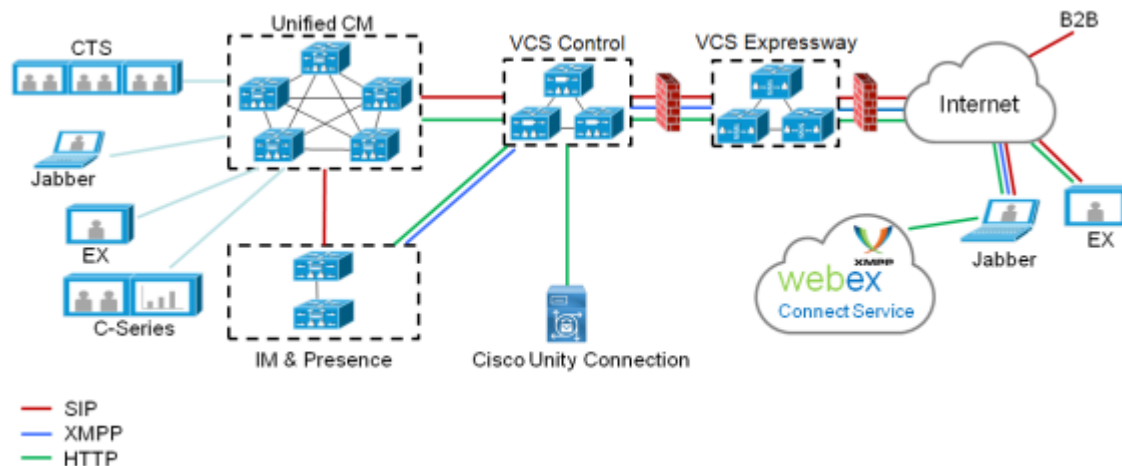 Unified CM
CTS
VCS Control
VCS Expressway
B2B
Internet
Jabber
EX
C-Series
IM & Presence
Cisco Unity Connection
XMPP
webex
Connect Service
Jabber
EX
SIP
XMPP
HTTP